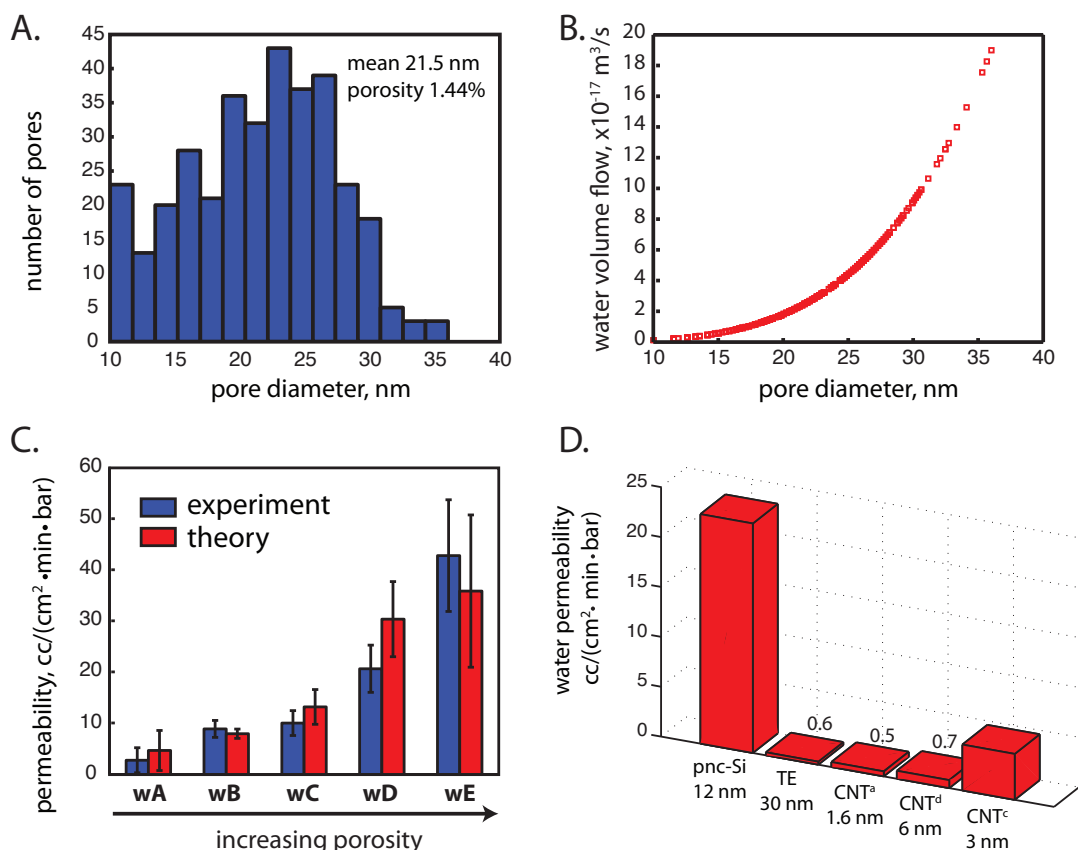 A.
45
40
35
30
25
20
15
10
5
0
number of pores
mean 21.5 nm
porosity 1.44%
10 15 20 25 30 35 40
pore diameter, nm
B.
20
18
16
14
12
10
8
6
4
2
0
water volume flow, x10⁻¹⁷ m³/s
10 15 20 25 30 35 40
pore diameter, nm
C.
60
50
40
30
20
10
0
permeability, cc/(cm² •min•bar)
experiment
theory
wA wB wC wD wE
increasing porosity
D.
25
20
15
10
5
0
water permeability
cc/(cm²• min•bar)
0.6
0.5
0.7
pnc-Si
12 nm
TE
30 nm
CNTᵃ
1.6 nm
CNTᵈ
6 nm
CNTᶜ
3 nm